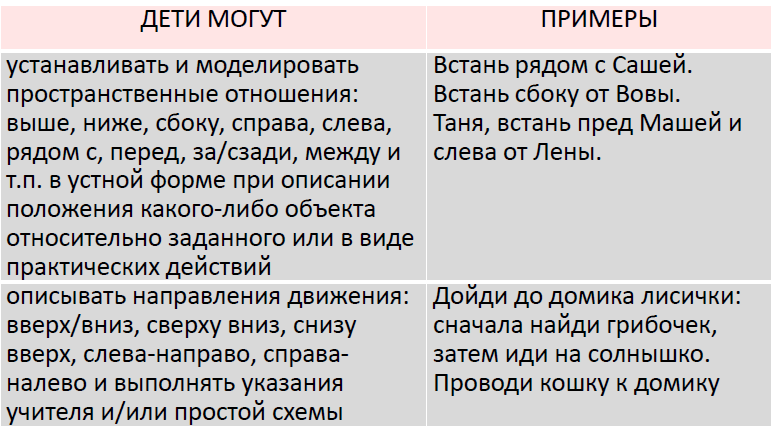 ДЕТИ МОГУТ
ПРИМЕРЫ
устанавливать и моделировать
пространственные отношения:
выше, ниже, сбоку, справа, слева,
рядом с, перед, за/сзади, между и
т.п. в устной форме при описании
положения какого-либо объекта
относительно заданного или в виде
практических действий
Встань рядом с Сашей.
Встань сбоку от Вовы.
Таня, встань пред Машей и
слева от Лены.
описывать направления движения:
вверх/вниз, сверху вниз, снизу
вверх, слева-направо, справа-
налево и выполнять указания
учителя и/или простой схемы
Дойди до домика лисички:
сначала найди грибочек,
затем иди на солнышко.
Проводи кошку к домику